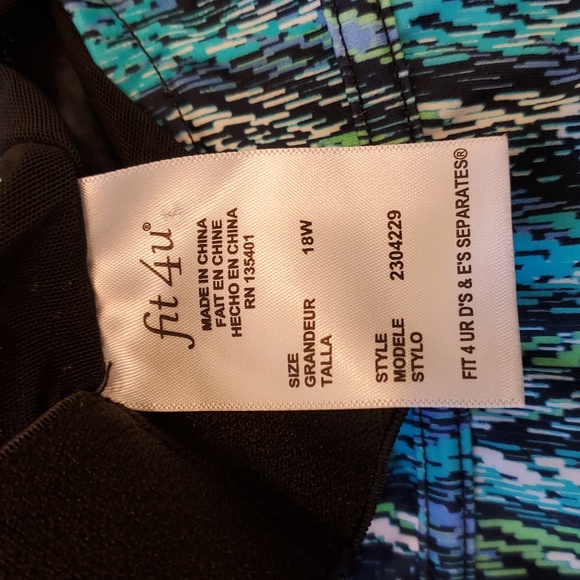 fit 4u®
MADE IN CHINA
FAIT EN CHINE
HECHO EN CHINA
RN 135401
SIZE
GRANDEUR 18W
TALLA
STYLE
MODELE 2304229
STYLO
FIT 4 UR D'S & E'S SEPARATES®